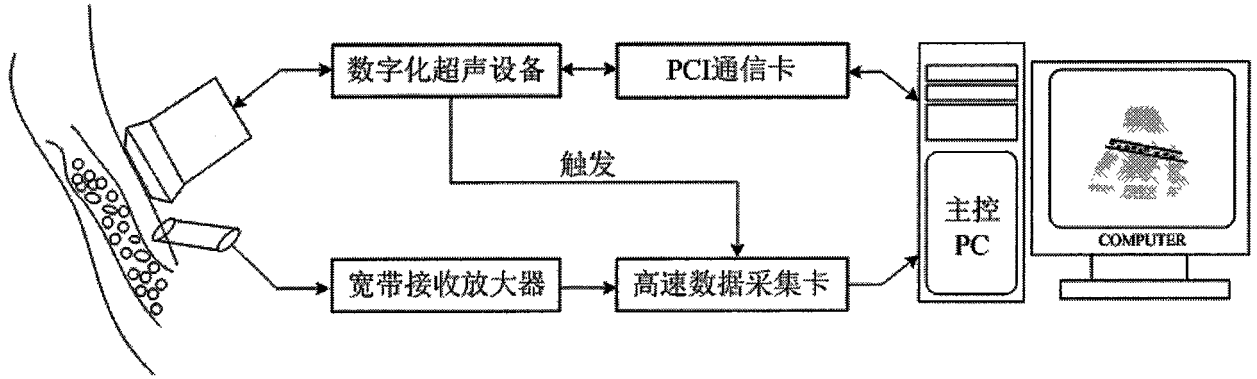 数字化超声设备
PCI通信卡
触发
主控
PC
COMPUTER
宽带接收放大器
高速数据采集卡